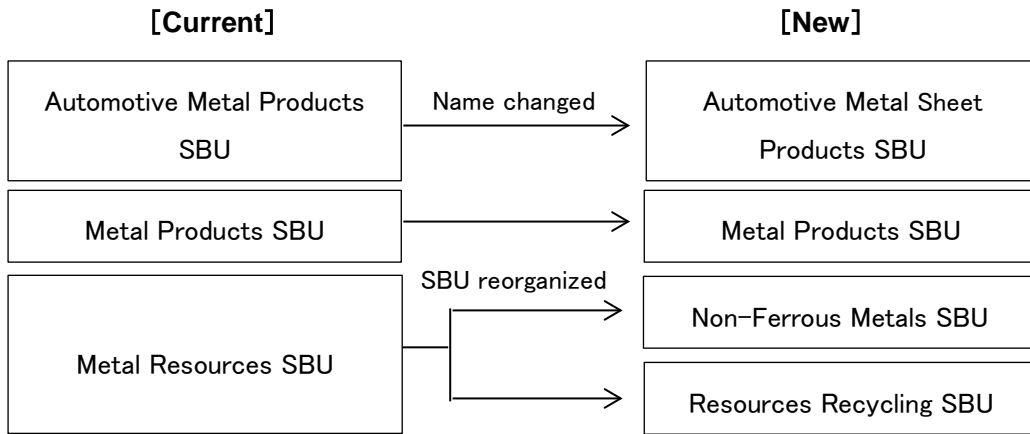 [Current]
[New]
Automotive Metal Products
SBU
Name changed
Automotive Metal Sheet
Products SBU
Metal Products SBU
Metal Products SBU
Metal Resources SBU
SBU reorganized
Non-Ferrous Metals SBU
Resources Recycling SBU